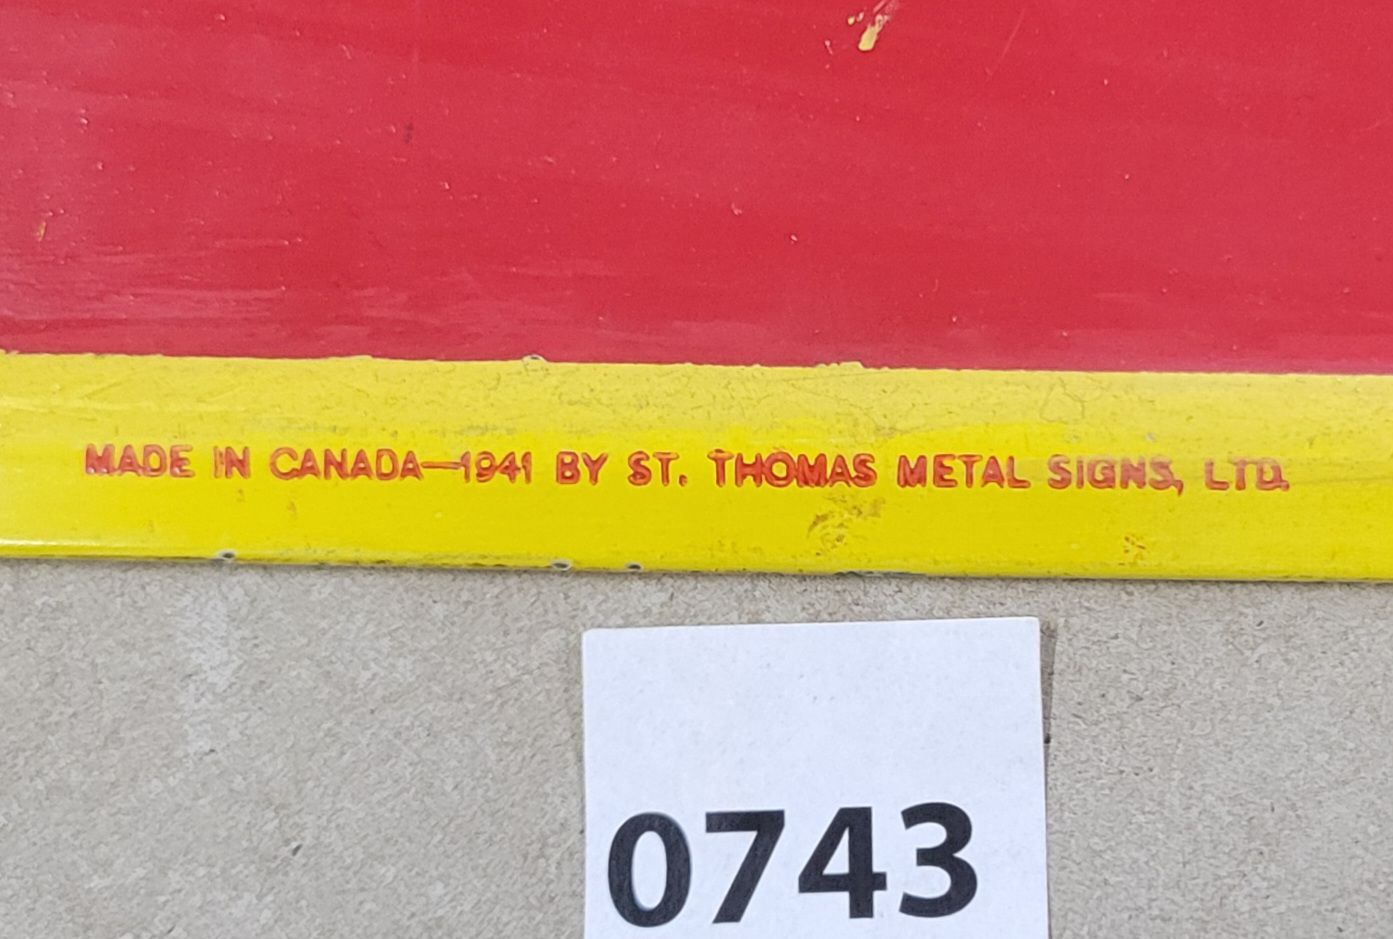 MADE IN CANADA—1941 BY ST. THOMAS METAL SIGNS, LTD.
0743